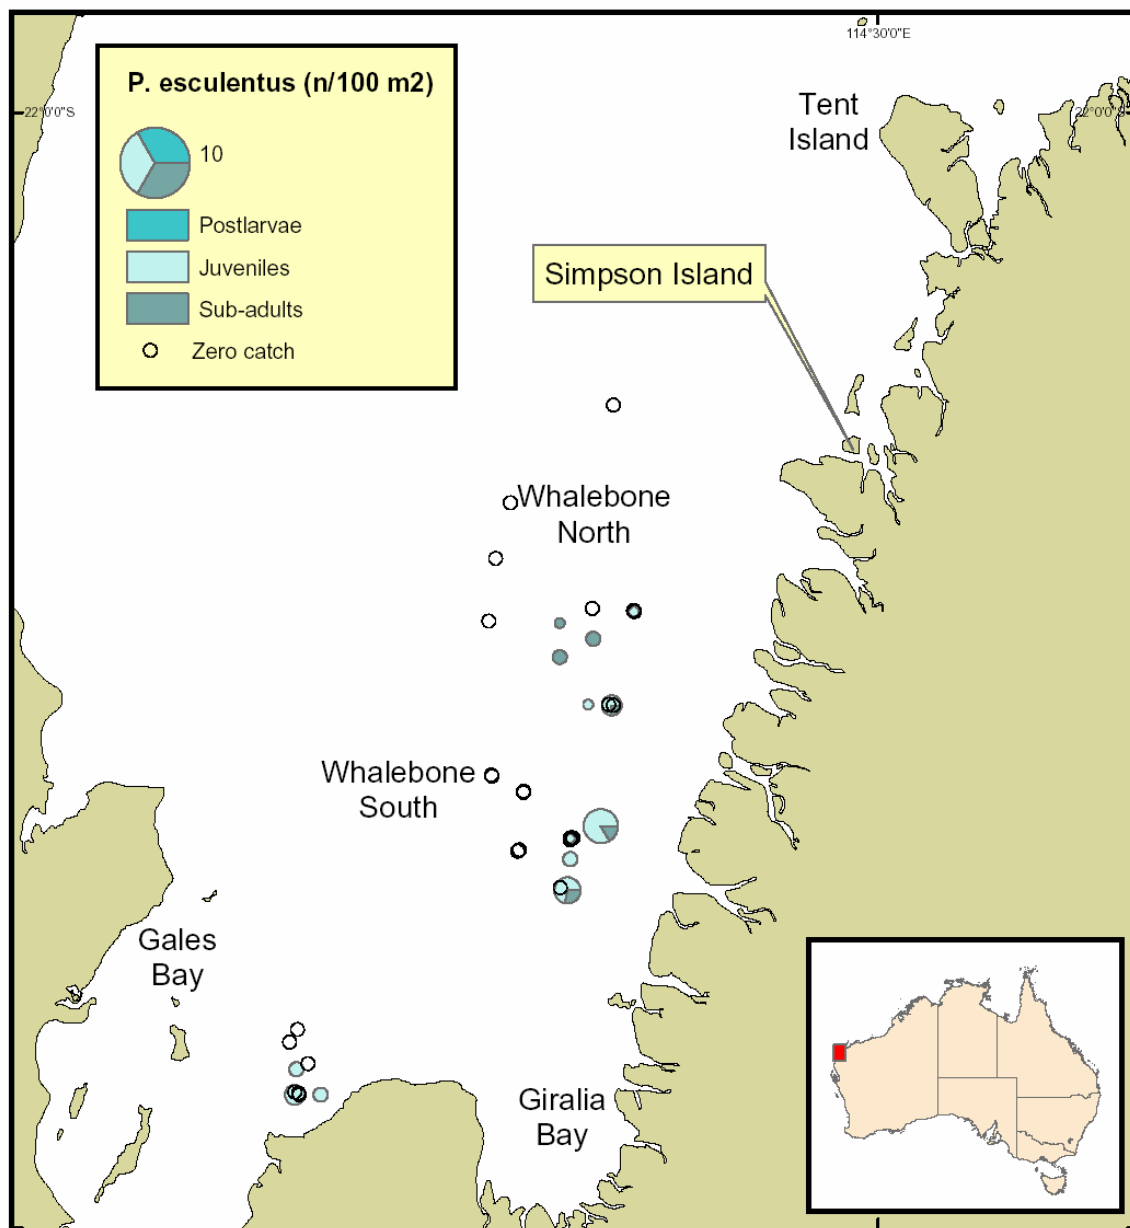 114°30'0"E
P. esculentus (n/100 m2)
10
Postlarvae
Juveniles
Sub-adults
Zero catch
22°0'0"S
22°0'0"S
Tent
Island
Simpson Island
Whalebone
North
Whalebone
South
Gales
Bay
Giralia
Bay